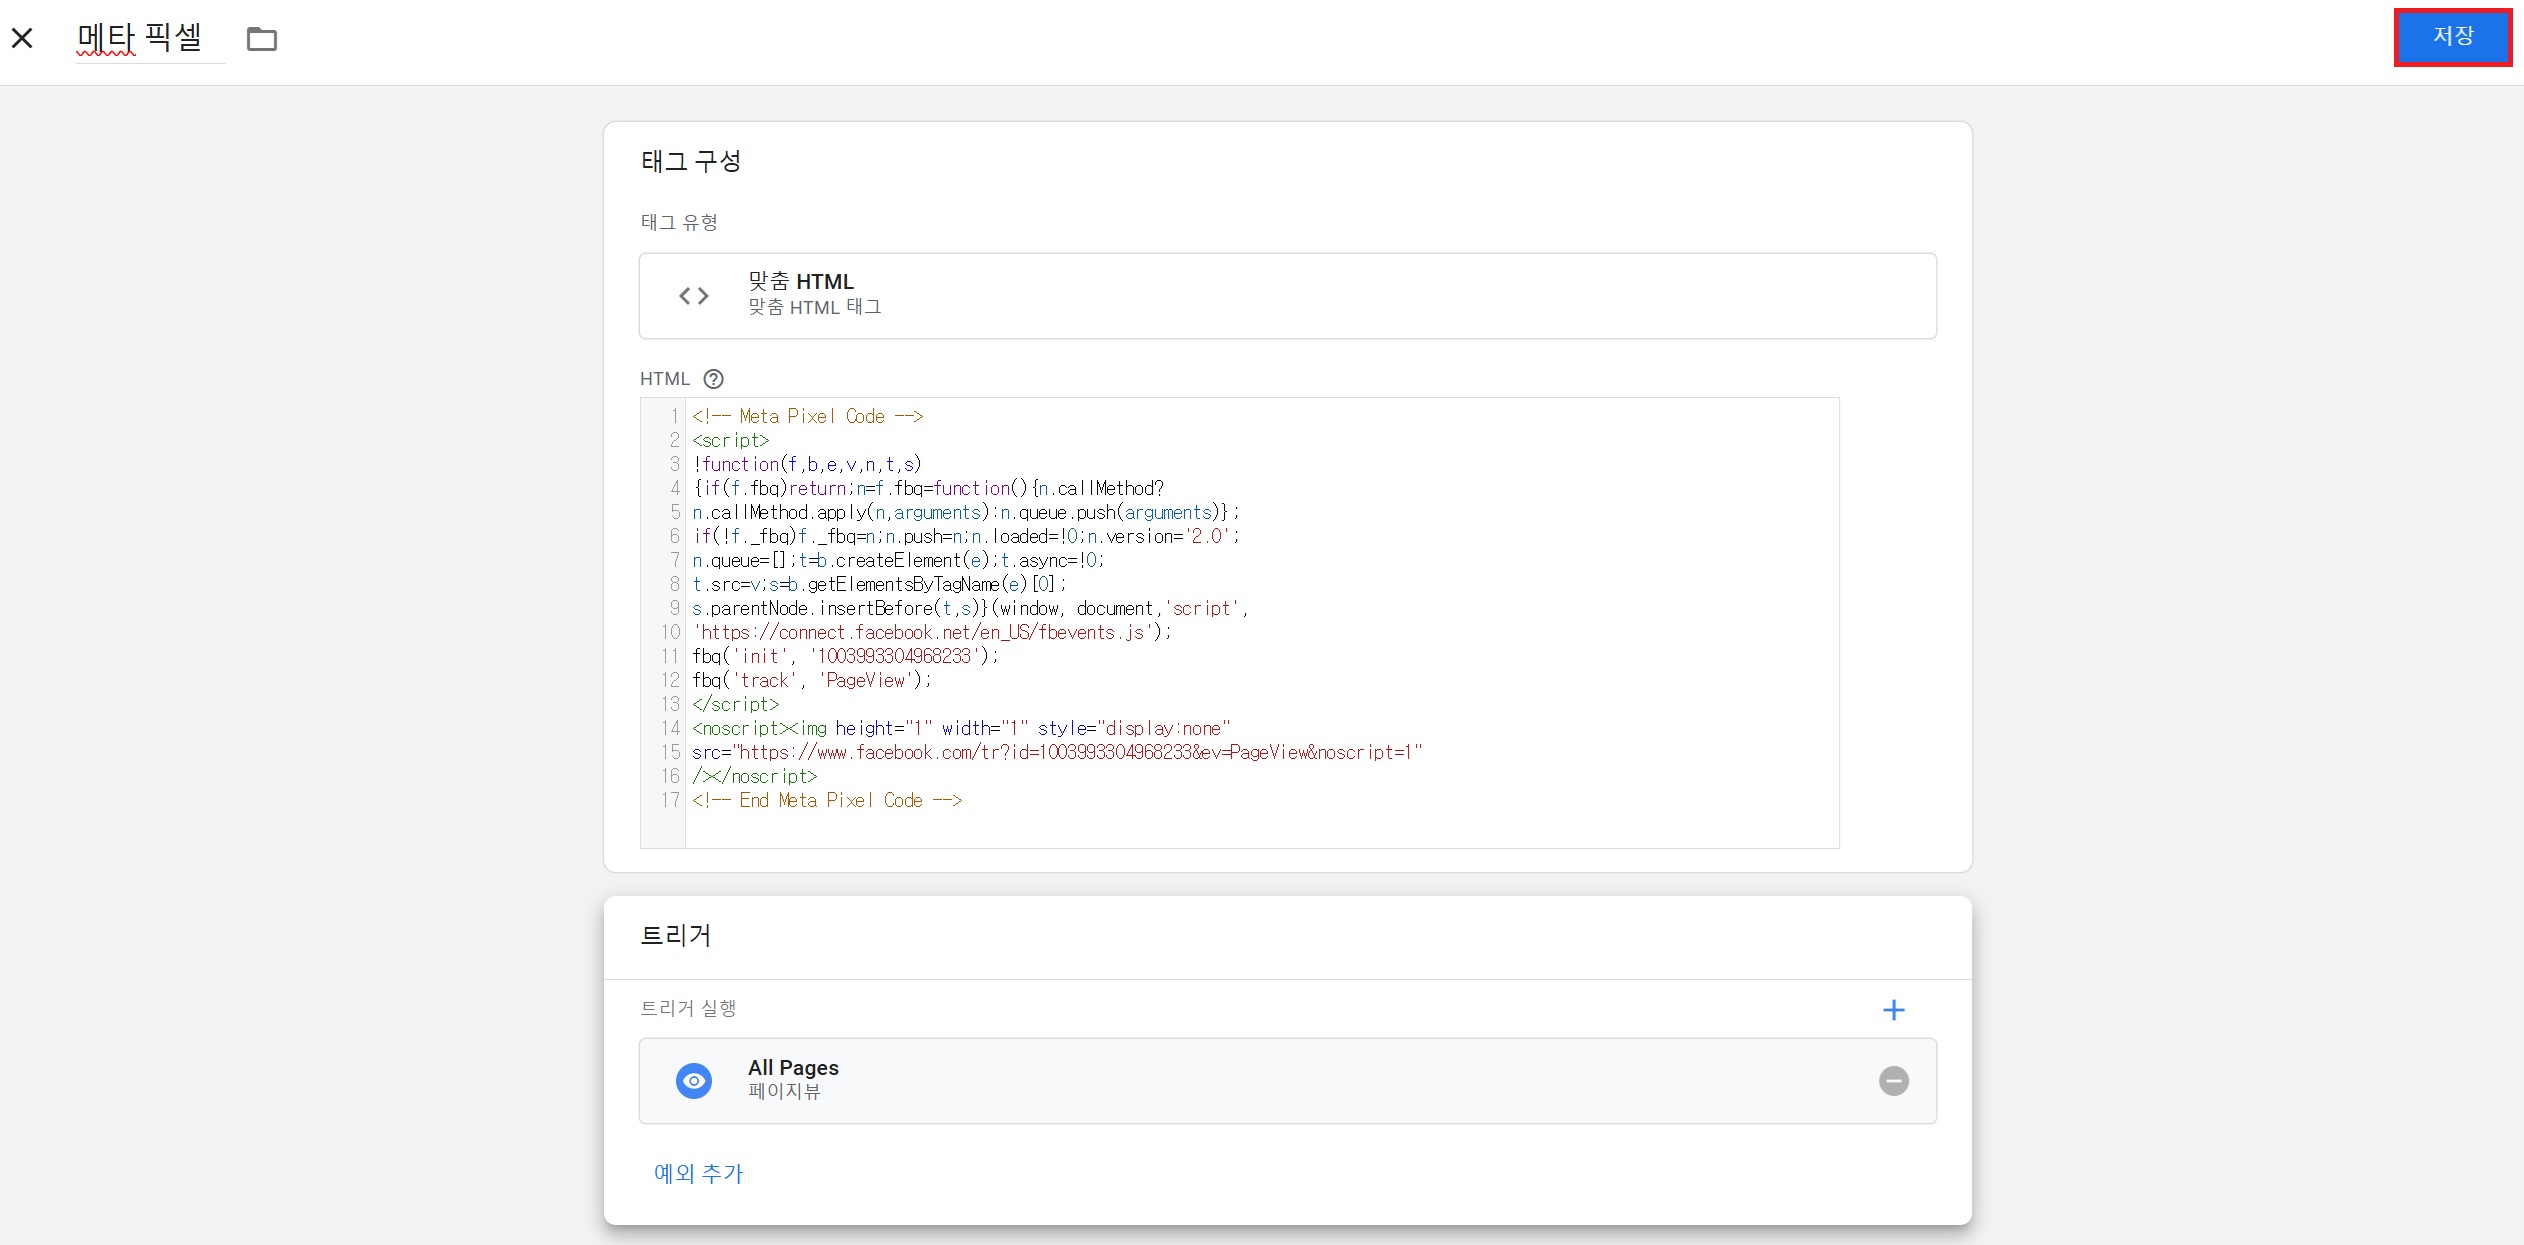 메타 픽셀
저장
태그 구성
태그 유형
맞춤 HTML
맞춤 HTML 태그
HTML
1 <!-- Meta Pixel Code -->
2 <script>
3 !function(f,b,e,v,n,t,s)
4 {if(f.fbq)return;n=f.fbq=function(){n.callMethod?
5 n.callMethod.apply(n,arguments):n.queue.push(arguments)};
6 if(!f._fbq)f._fbq=n;n.push=n;n.loaded=!0;n.version='2.0';
7 n.queue=[];t=b.createElement(e);t.async=!0;
8 t.src=v;s=b.getElementsByTagName(e)[0];
9 s.parentNode.insertBefore(t,s)}(window, document,'script',
10 'https://connect.facebook.net/en_US/fbevents.js');
11 fbq('init', '1003993304968233');
12 fbq('track', 'PageView');
13 </script>
14 <noscript><img height="1" width="1" style="display:none"
15 src="https://www.facebook.com/tr?id=1003993304968233&ev=PageView&noscript=1"
16 /></noscript>
17 <!-- End Meta Pixel Code -->
트리거
트리거 실행
All Pages
페이지뷰
예외 추가